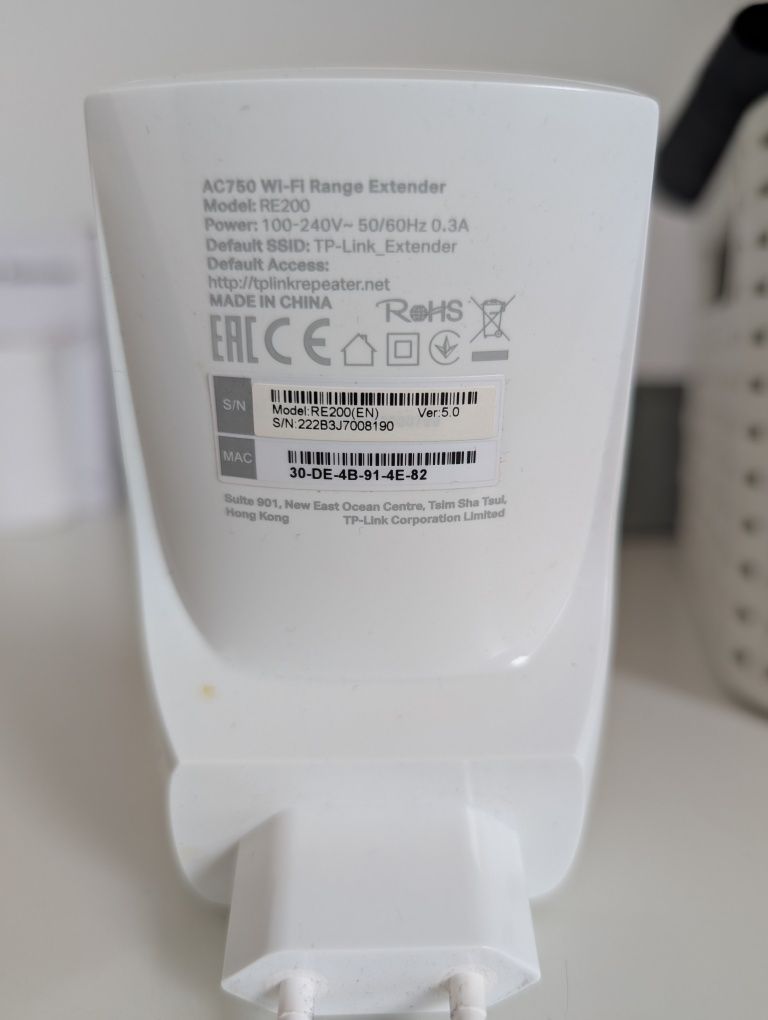 AC750 Wi-Fi Range Extender
Model: RE200
Power: 100-240V~ 50/60Hz 0.3A
Default SSID: TP-Link_Extender
Default Access:
http://tplinkrepeater.net
MADE IN CHINA
RoHS
EAC CE
S/N
Model:RE200(EN) Ver:5.0
S/N:222B3J7008190
MAC
30-DE-4B-91-4E-82
Suite 901, New East Ocean Centre, Tsim Sha Tsui,
Hong Kong TP-Link Corporation Limited